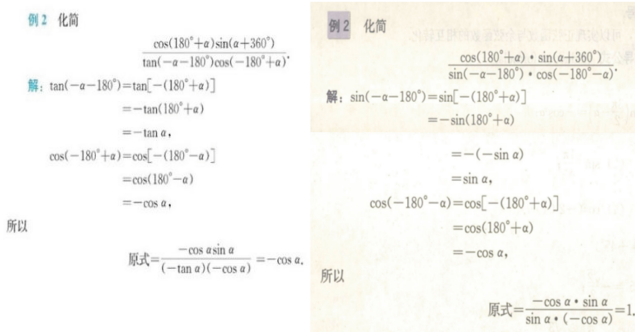 例2 化简
cos(180°+α)sin(α+360°)
tan(-α-180°)cos(-180°+α)
.
解：tan(-α-180°)=tan[-(180°+α)]
=-tan(180°+α)
=-tan α,
cos(-180°+α)=cos[-(180°-α)]
=cos(180°-α)
=-cos α,
所以
原式=
-cos αsin α
(-tan α)(-cos α)
=-cos α.
例2 化简
cos(180°+α)·sin(α+360°)
sin(-α-180°)·cos(-180°-α)
.
解：sin(-α-180°)=sin[-(180°+α)]
=-sin(180°+α)
=-(-sin α)
=sin α,
cos(-180°-α)=cos[-(180°+α)]
=cos(180°+α)
=-cos α,
所以
原式=
-cos α·sin α
sin α·(-cos α)
=1.